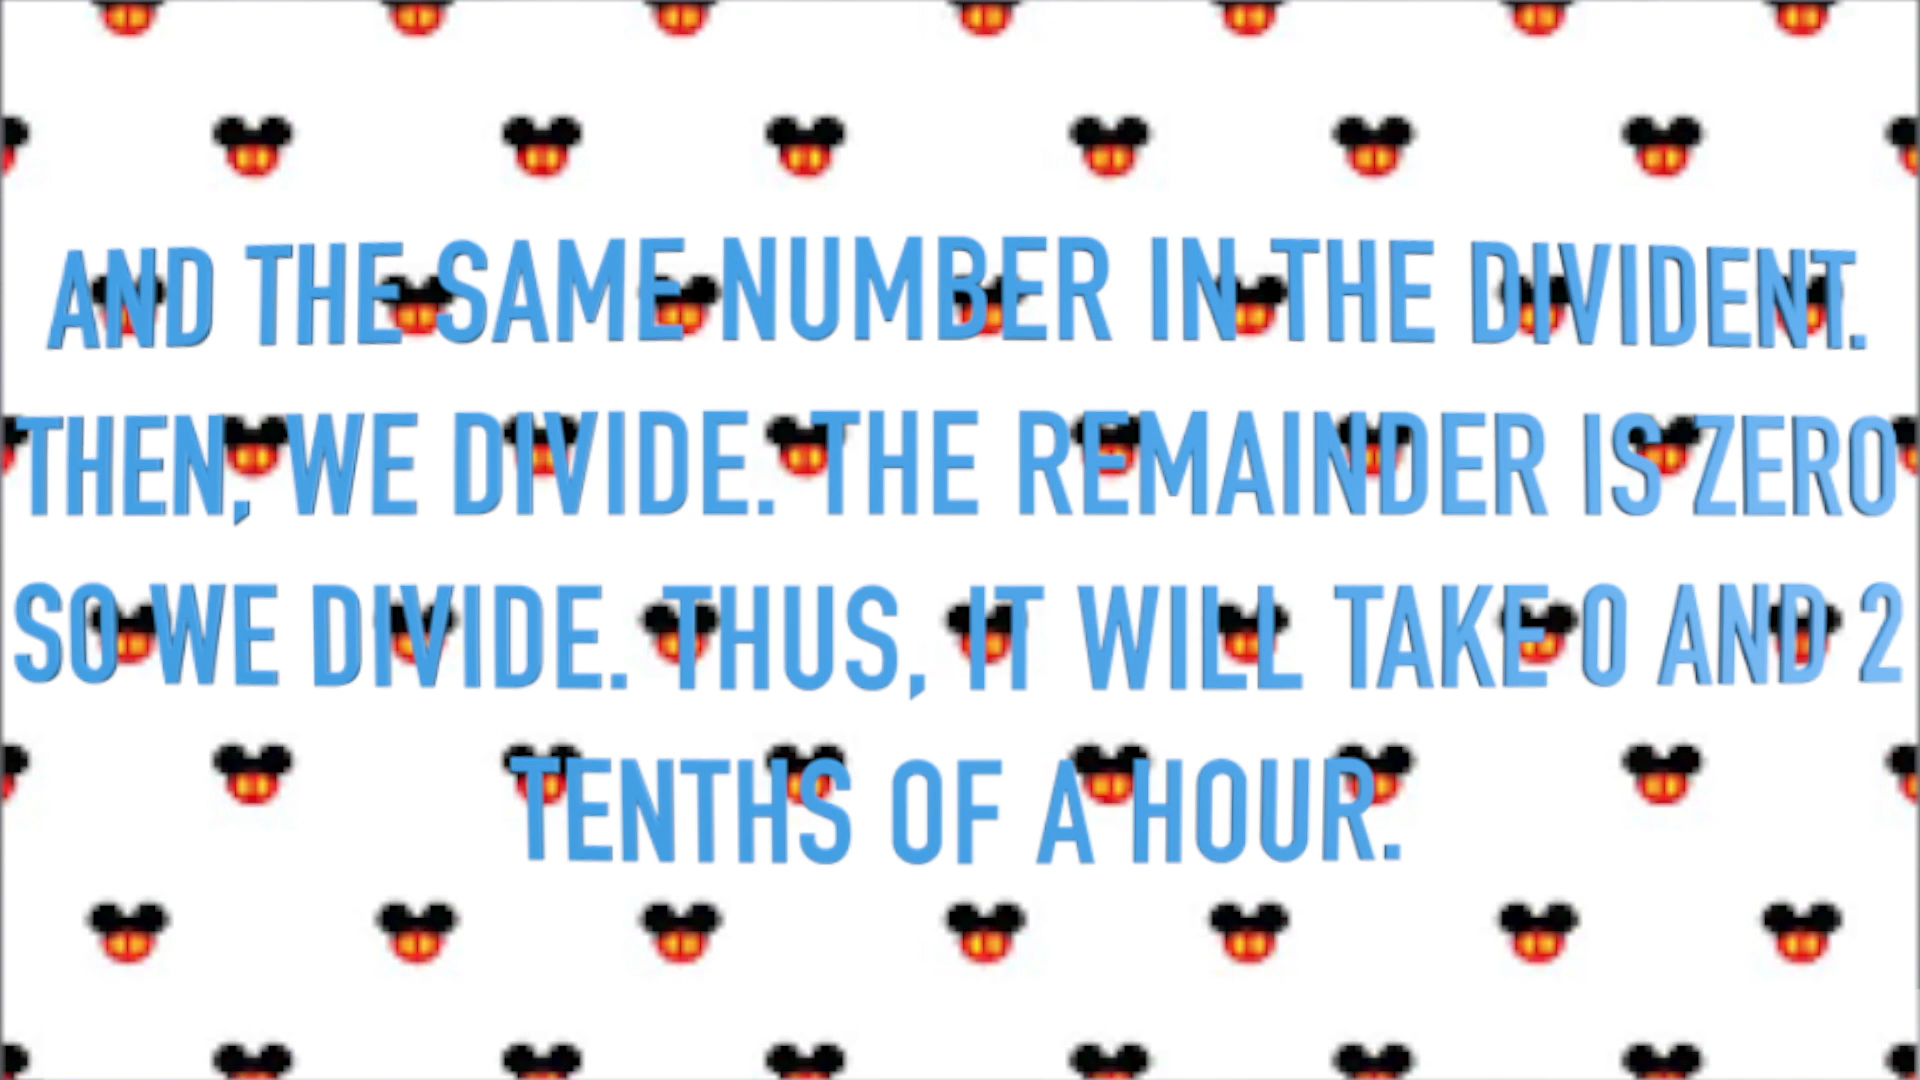 AND THE SAME NUMBER IN THE DIVIDENT.
THEN, WE DIVIDE. THE REMAINDER IS ZERO
SO WE DIVIDE. THUS, IT WILL TAKE 0 AND 2
TENTHS OF A HOUR.